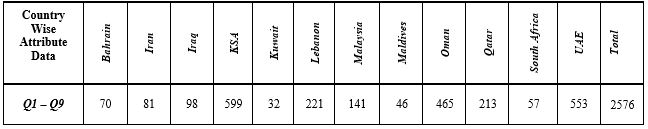 Country Wise Attribute Data Bahrain Iran Iraq KSA Kuwait Lebanon Malaysia Maldives Oman Qatar South Africa UAE Total
Q1 – Q9 70 81 98 599 32 221 141 46 465 213 57 553 2576